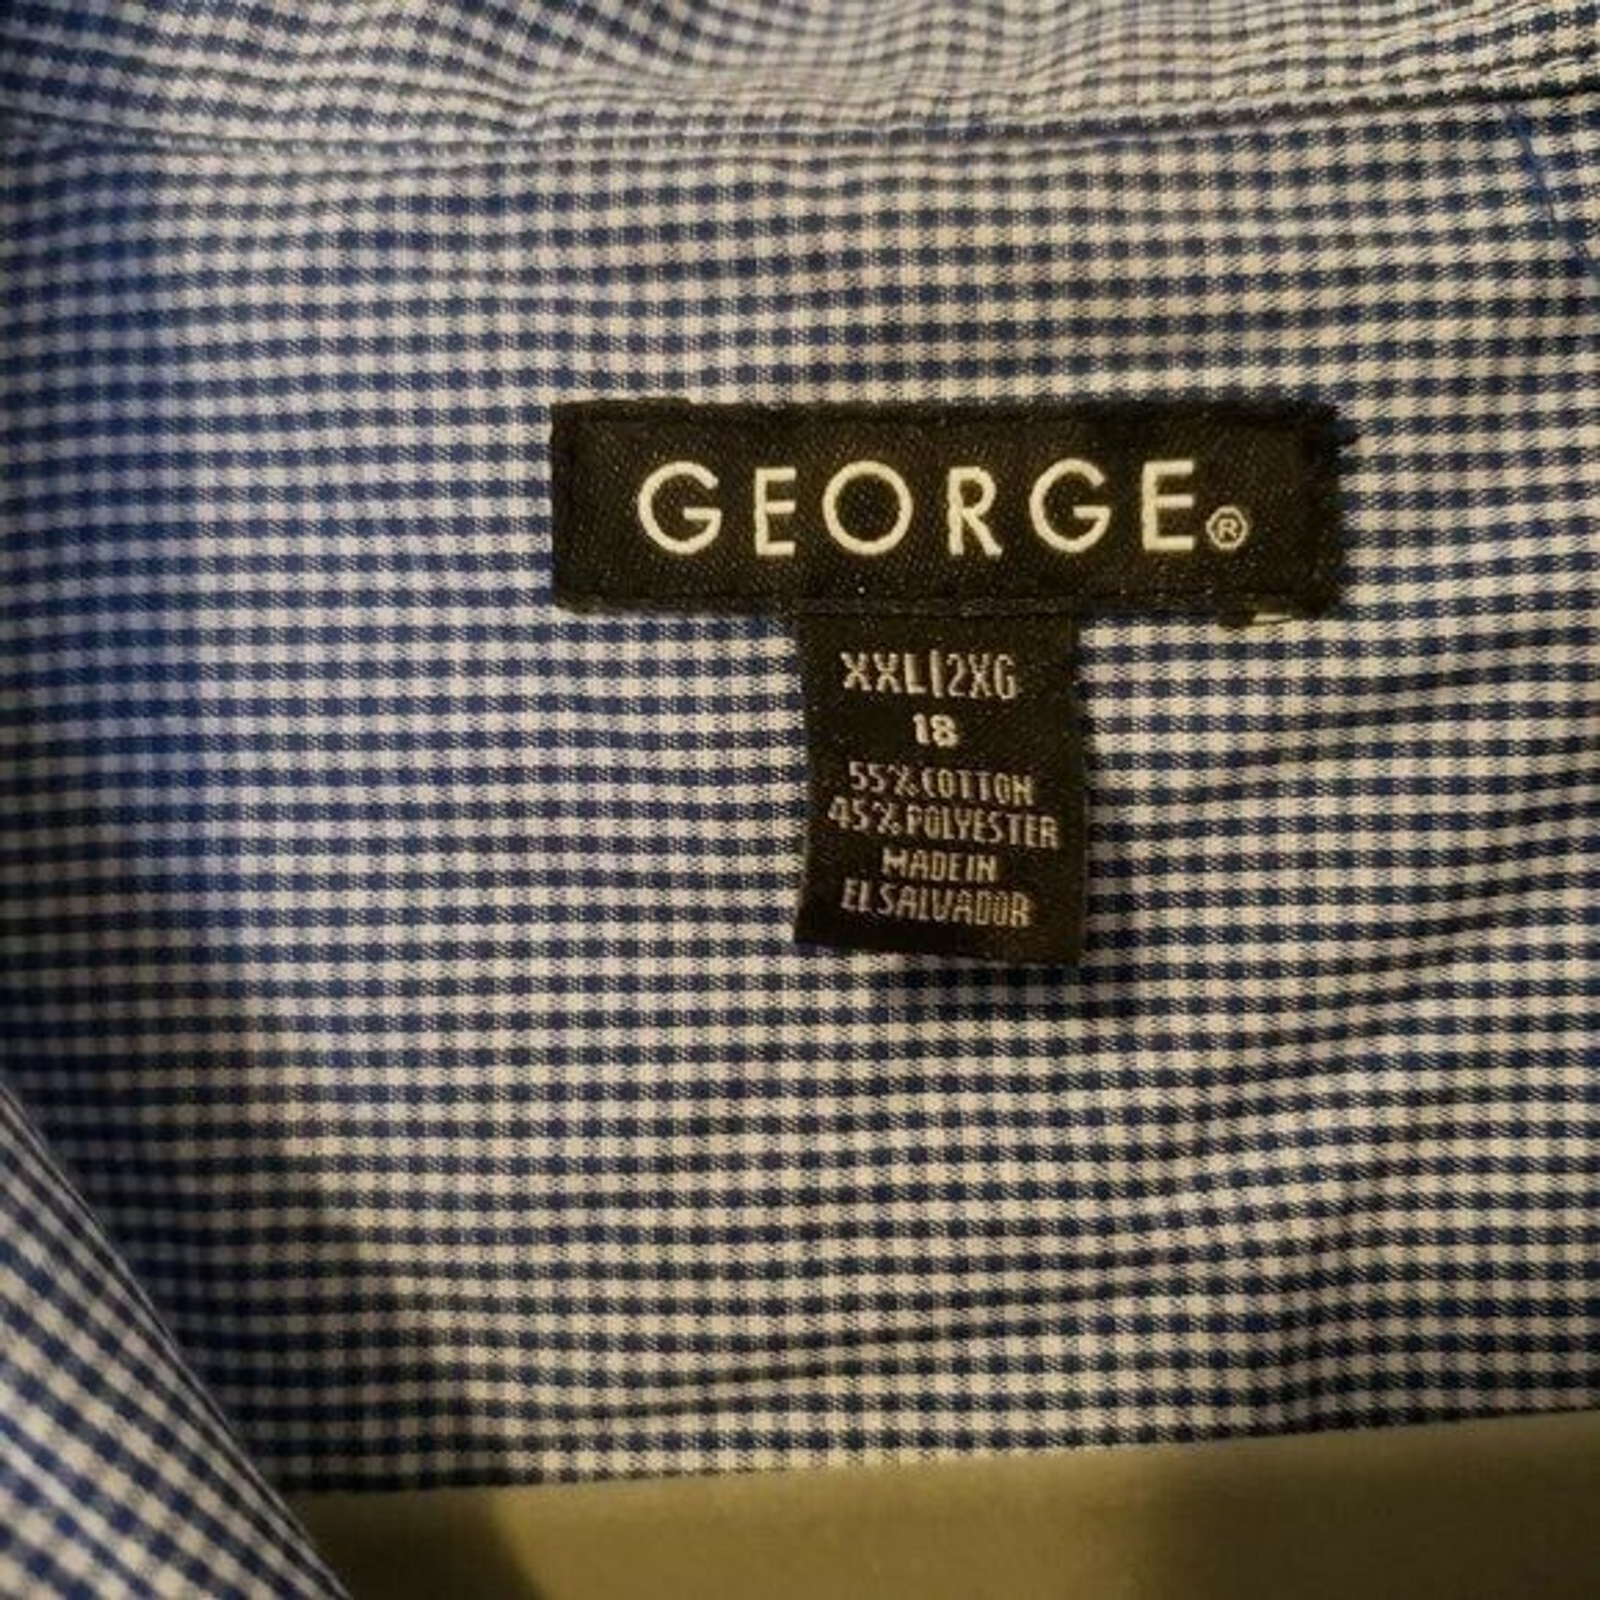 GEORGE®
XXL|2XG
18
55% COTTON
45% POLYESTER
MADE IN
EL SALVADOR